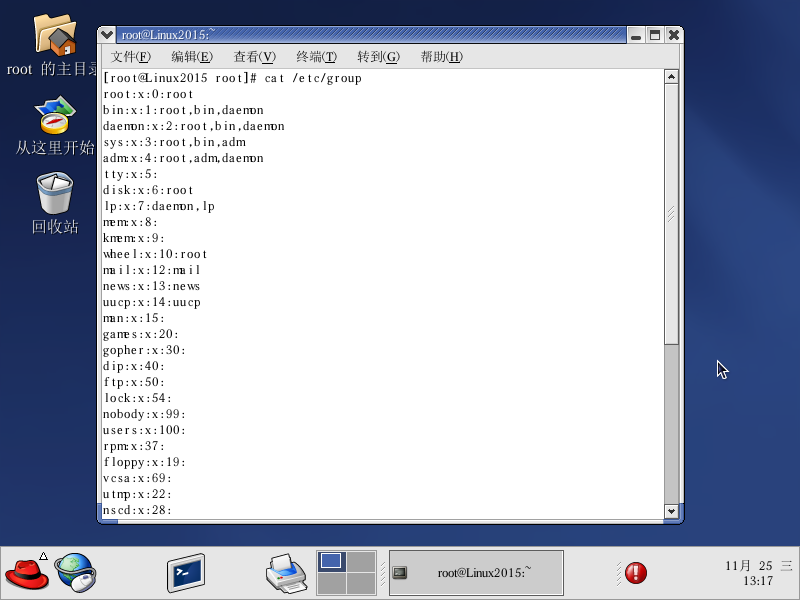 root@Linux2015:~
文件(F) 编辑(E) 查看(V) 终端(T) 转到(G) 帮助(H)
[root@Linux2015 root]# cat /etc/group
root:x:0:root
bin:x:1:root,bin,daemon
daemon:x:2:root,bin,daemon
sys:x:3:root,bin,adm
adm:x:4:root,adm,daemon
tty:x:5:
disk:x:6:root
lp:x:7:daemon,lp
mem:x:8:
kmem:x:9:
wheel:x:10:root
mail:x:12:mail
news:x:13:news
uucp:x:14:uucp
man:x:15:
games:x:20:
gopher:x:30:
dip:x:40:
ftp:x:50:
lock:x:54:
nobody:x:99:
users:x:100:
rpm:x:37:
floppy:x:19:
vcsa:x:69:
utmp:x:22:
nscd:x:28:
root 的主目录
从这里开始
回收站
root@Linux2015:~
11月 25 三
13:17